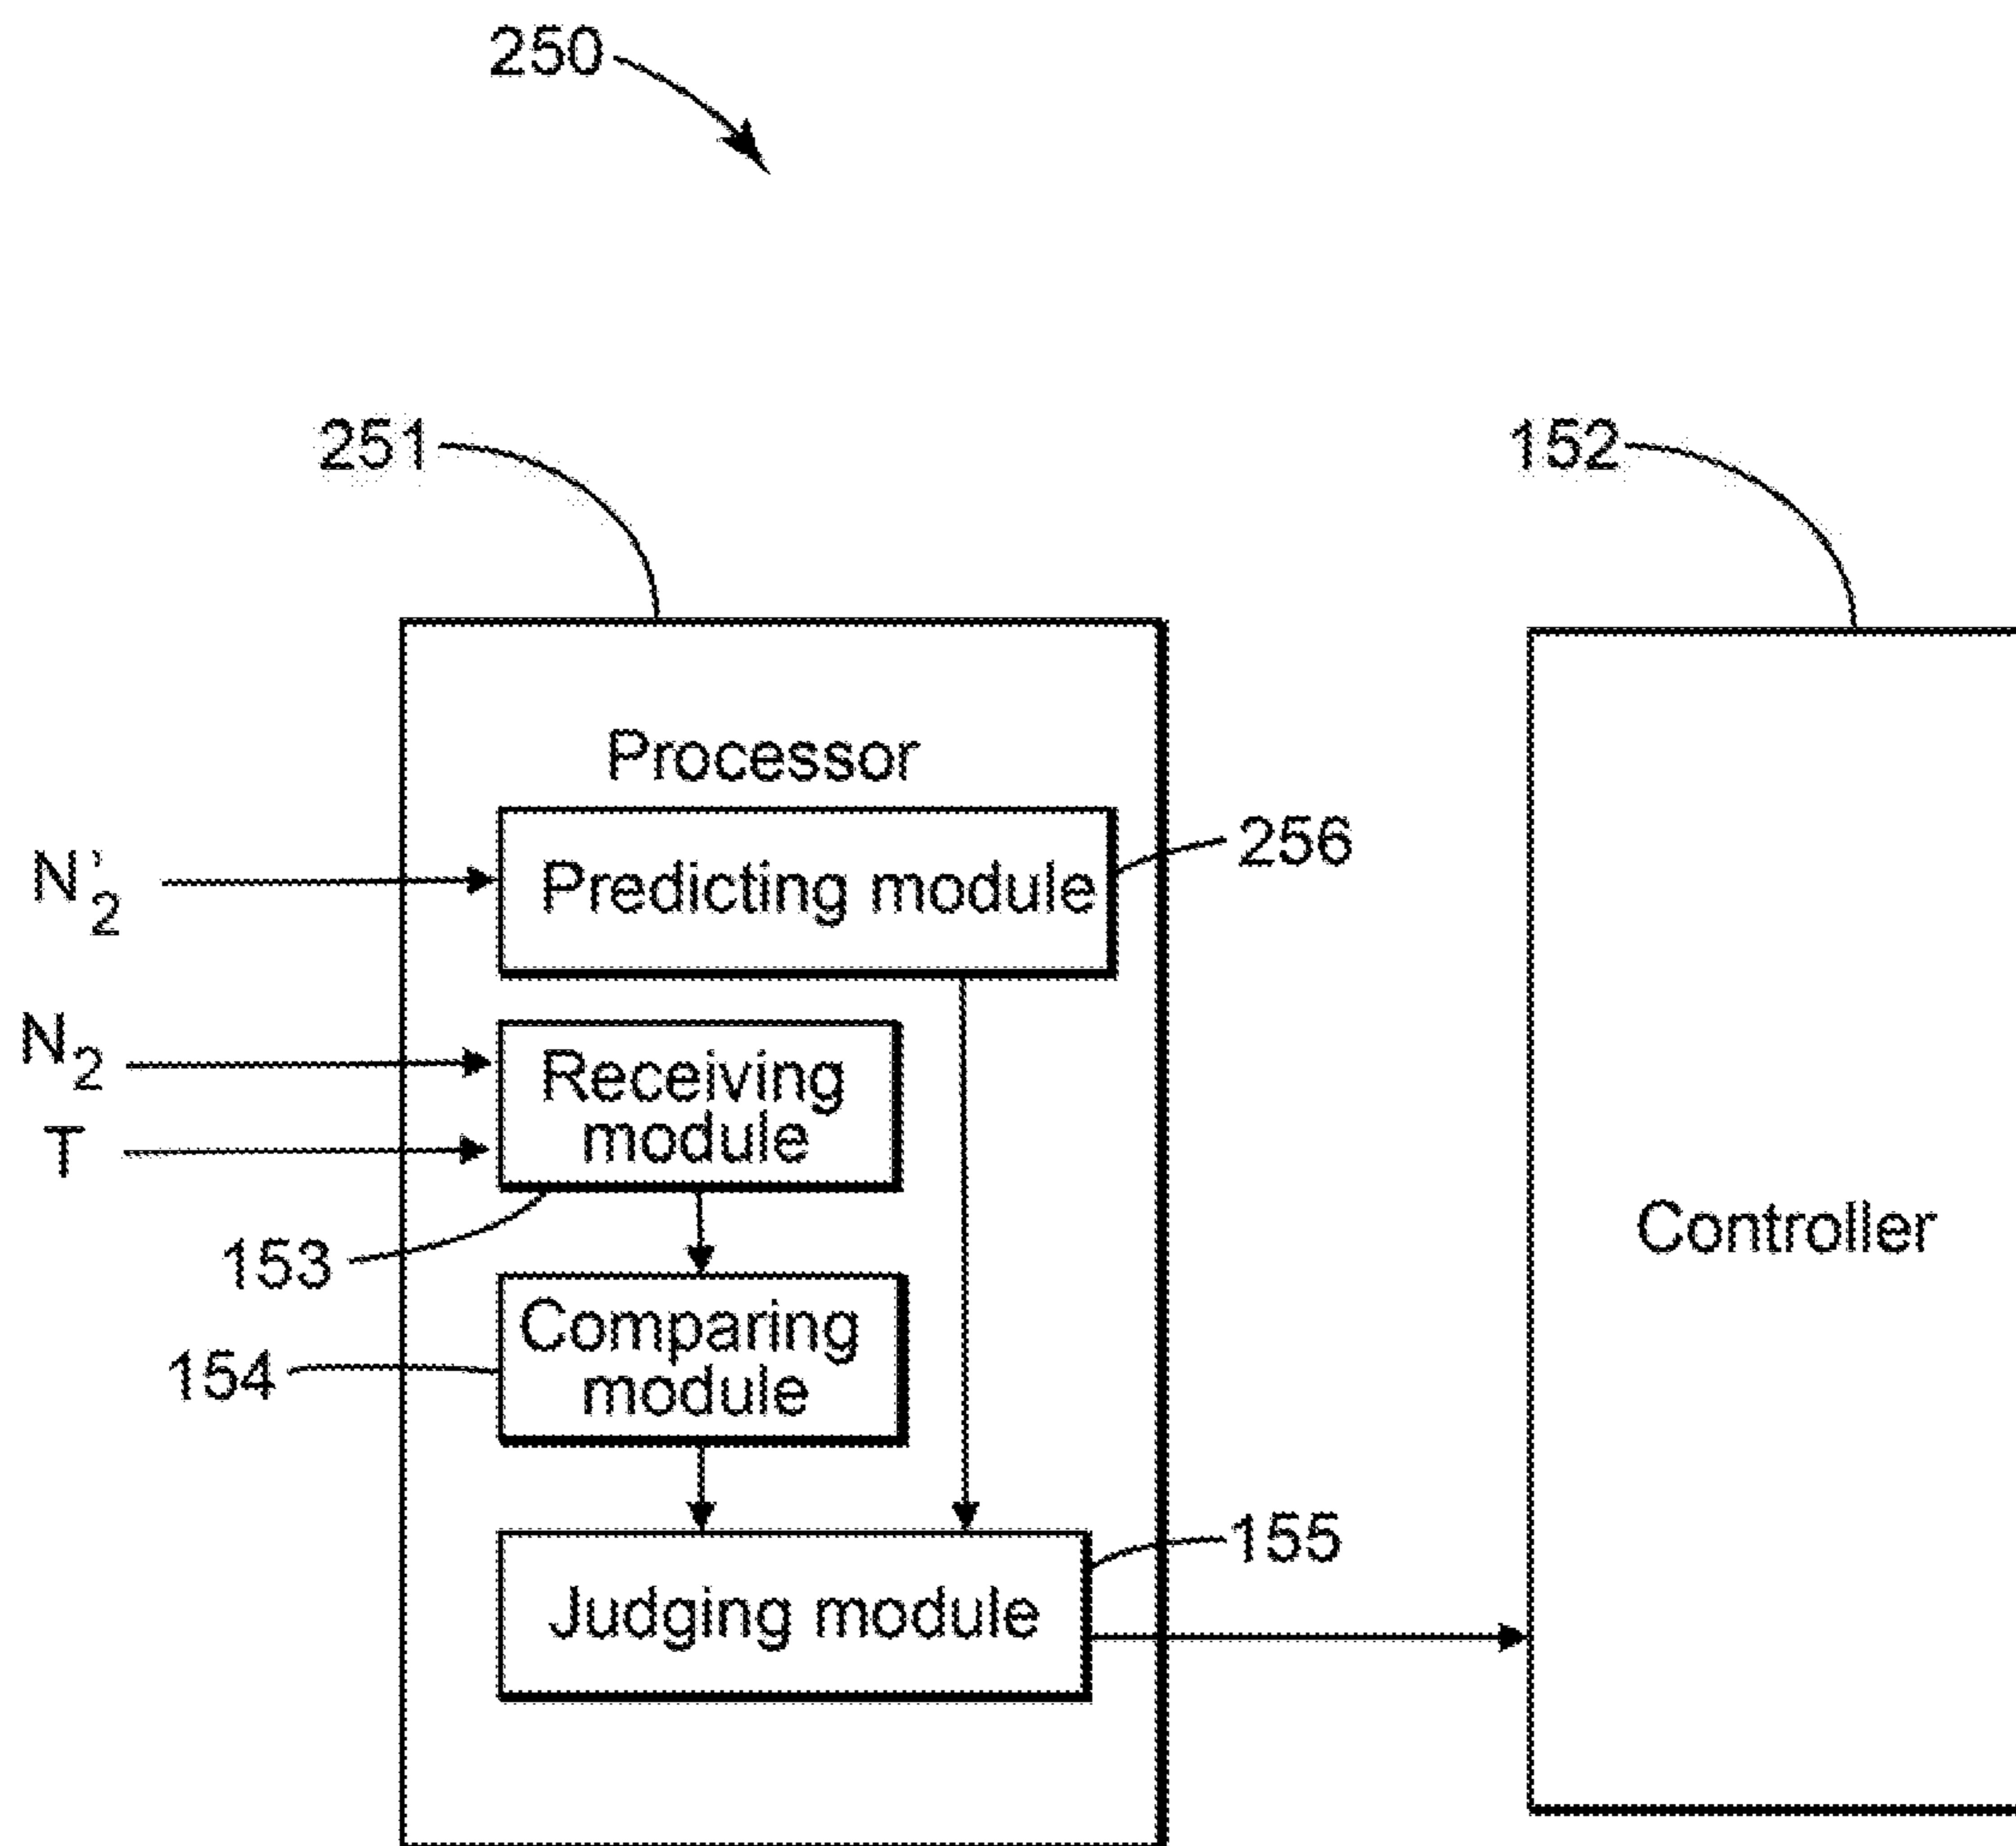 250
251
152
Processor
N'2
Predicting module
256
N2
T
Receiving
module
153
Controller
Comparing
module
154
155
Judging module